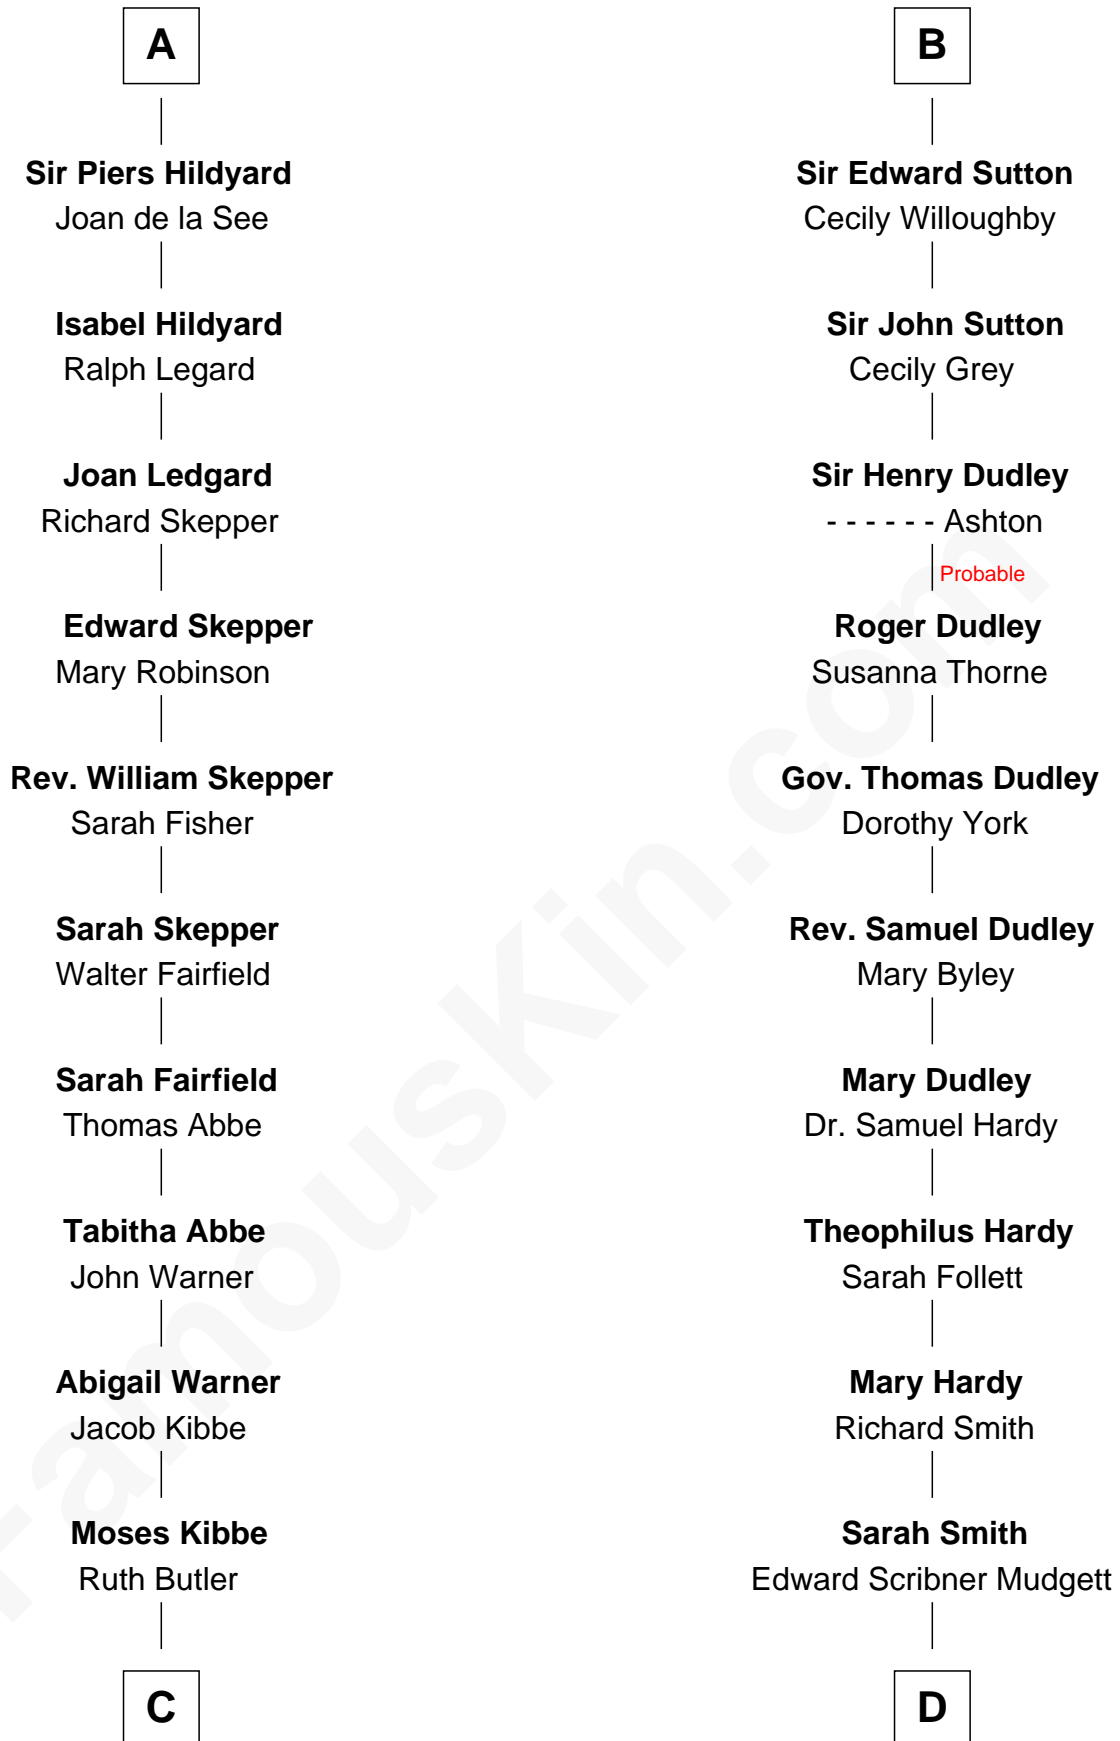 A
Sir Piers Hildyard
Joan de la See
Isabel Hildyard
Ralph Legard
Joan Ledgard
Richard Skepper
Edward Skepper
Mary Robinson
Rev. William Skepper
Sarah Fisher
Sarah Skepper
Walter Fairfield
Sarah Fairfield
Thomas Abbe
Tabitha Abbe
John Warner
Abigail Warner
Jacob Kibbe
Moses Kibbe
Ruth Butler
C
B
Sir Edward Sutton
Cecily Willoughby
Sir John Sutton
Cecily Grey
Sir Henry Dudley
- - - - - - Ashton
Probable
Roger Dudley
Susanna Thorne
Gov. Thomas Dudley
Dorothy York
Rev. Samuel Dudley
Mary Byley
Mary Dudley
Dr. Samuel Hardy
Theophilus Hardy
Sarah Follett
Mary Hardy
Richard Smith
Sarah Smith
Edward Scribner Mudgett
D
FamousKin.com